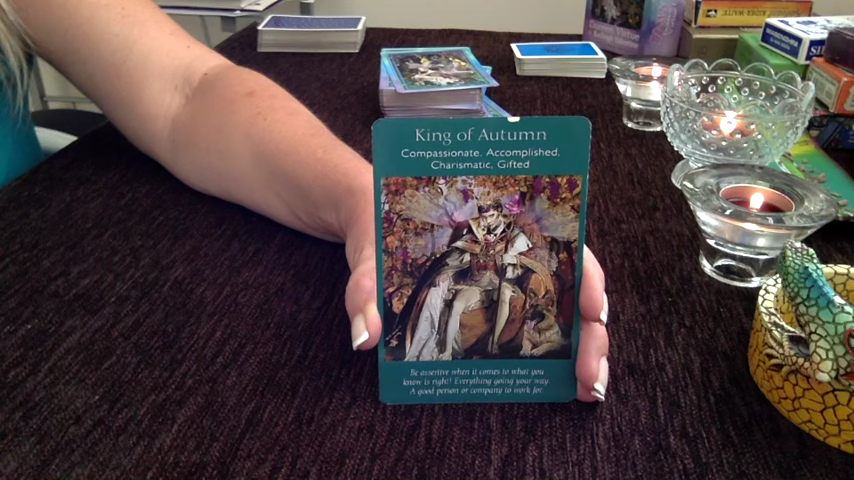 King of Autumn
Compassionate. Accomplished.
Charismatic. Gifted
Be assertive when it comes to what you
know is right! Everything going your way.
A good person or company to work for.